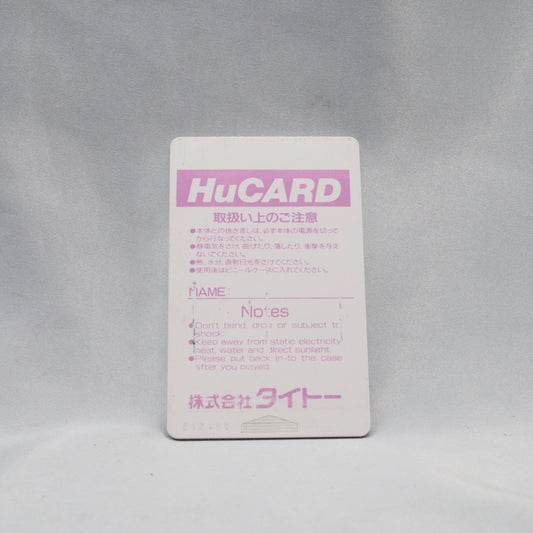 HuCARD
取扱い上のご注意
●本体との抜き差しは、必ず本体の電源を切って
から行なってください。
●静電気をさけ、曲げたり、落したり、衝撃を与え
ないでください。
●熱、水分、直射日光をさけてください。
●使用後はビニールケースに入れてください。
NAME:
Notes
●Don't bend, drop or subject to
shock.
●Keep away from static electricity
heat, water and direct sunlight.
●Please put back in-to the case
after you played
株式会社タイトー